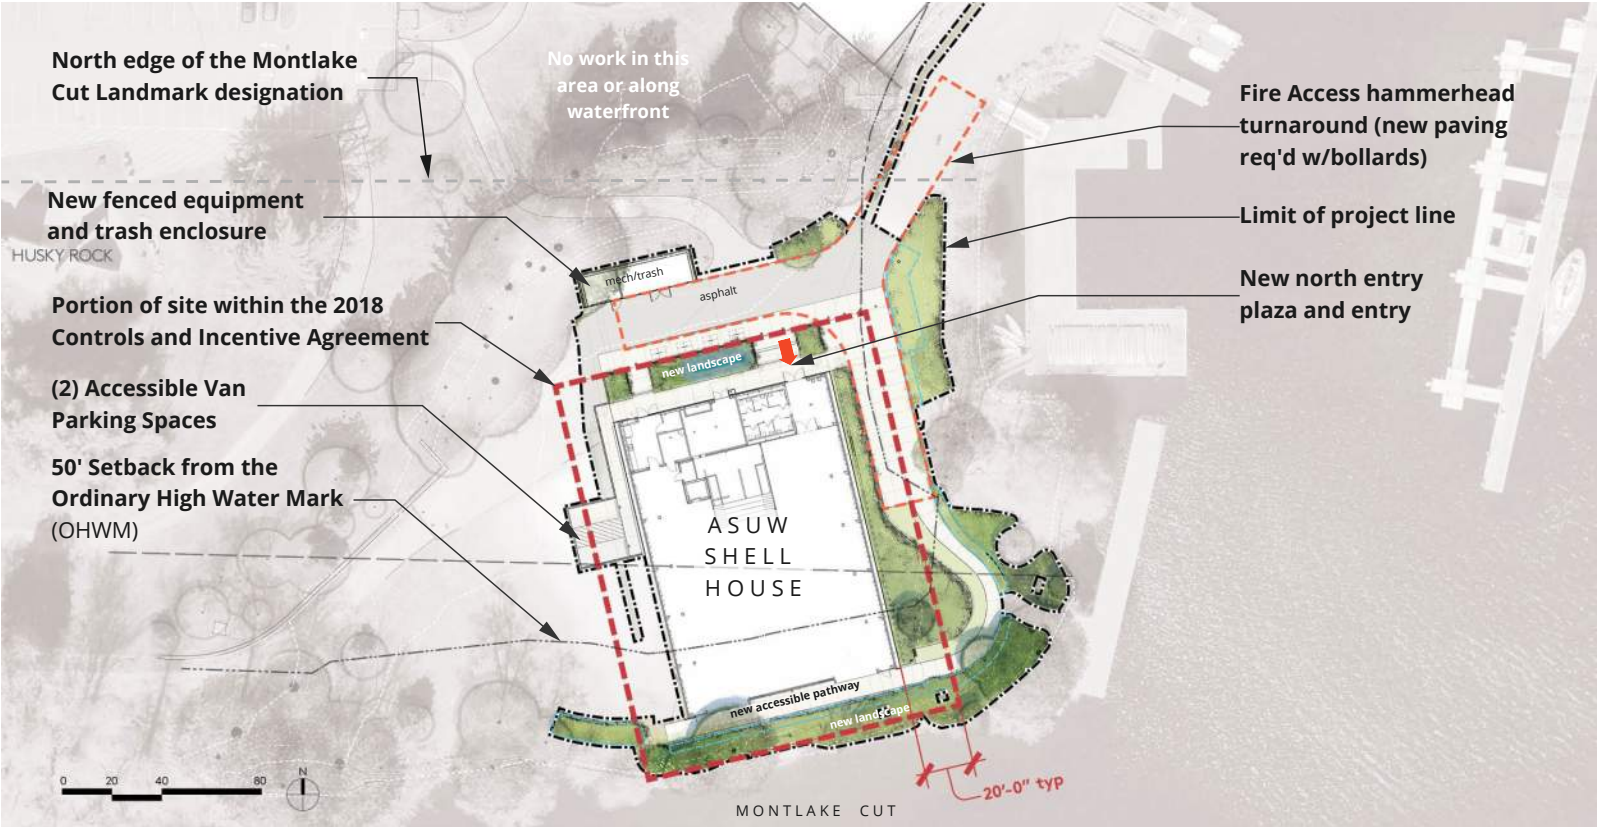 North edge of the Montlake
Cut Landmark designation
No work in this
area or along
waterfront
Fire Access hammerhead
turnaround (new paving
req'd w/bollards)
New fenced equipment
and trash enclosure
Limit of project line
HUSKY ROCK
mech/trash
asphalt
New north entry
plaza and entry
Portion of site within the 2018
Controls and Incentive Agreement
new landscape
(2) Accessible Van
Parking Spaces
50' Setback from the
Ordinary High Water Mark
(OHWM)
ASUW
SHELL
HOUSE
new accessible pathway
new landscape
0 20 40 80
N
20'-0" typ
MONTLAKE CUT